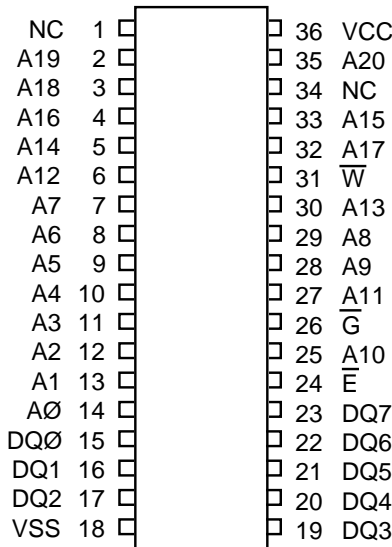 NC 1 36 VCC
A19 2 35 A20
A18 3 34 NC
A16 4 33 A15
A14 5 32 A17
A12 6 31 W̅
A7 7 30 A13
A6 8 29 A8
A5 9 28 A9
A4 10 27 A11
A3 11 26 G̅
A2 12 25 A10
A1 13 24 E̅
AØ 14 23 DQ7
DQØ 15 22 DQ6
DQ1 16 21 DQ5
DQ2 17 20 DQ4
VSS 18 19 DQ3